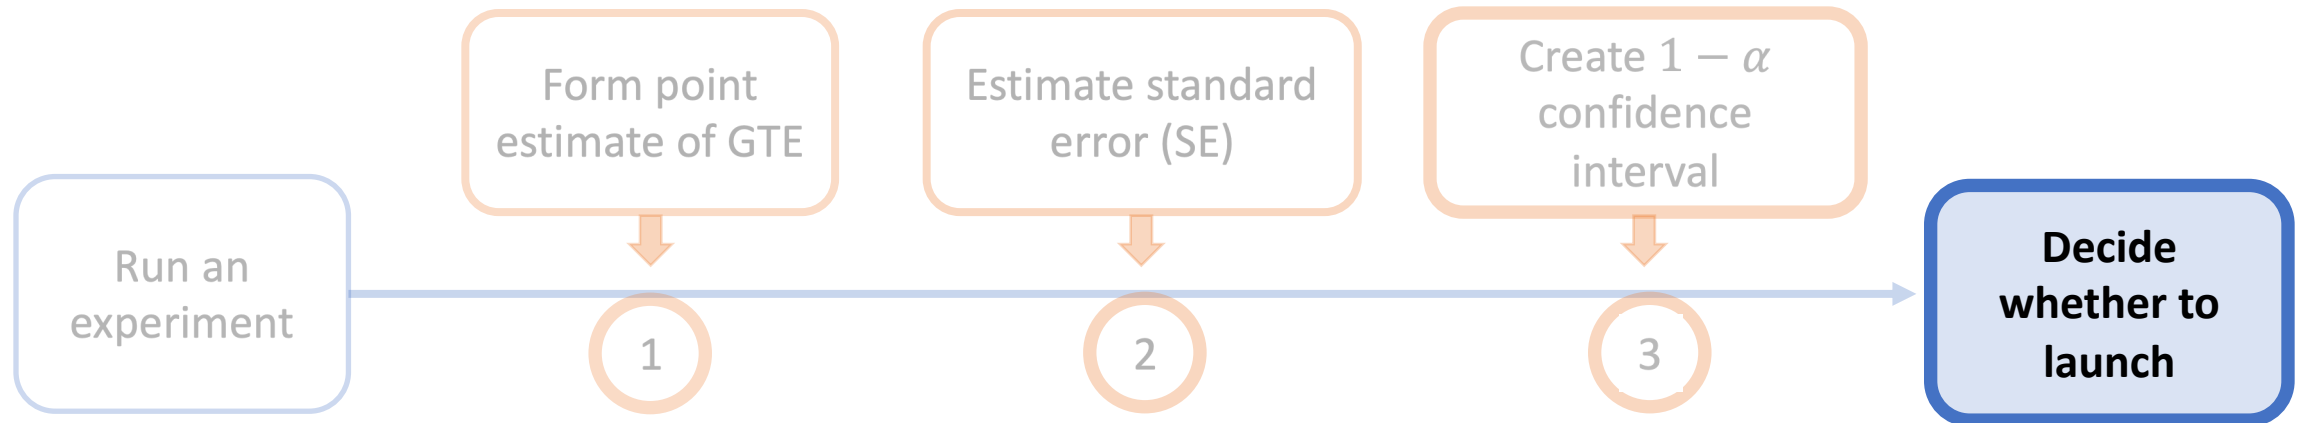 Run an
experiment
Form point
estimate of GTE
1
Estimate standard
error (SE)
2
Create 1 − α
confidence
interval
3
Decide
whether to
launch